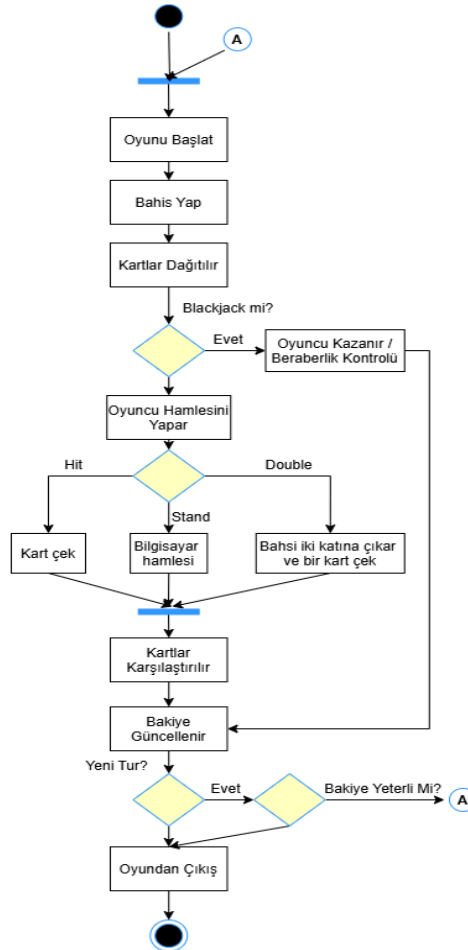 A
Oyunu Başlat
Bahis Yap
Kartlar Dağıtılır
Blackjack mi?
Evet
Oyuncu Kazanır /
Beraberlik Kontrolü
Oyuncu Hamlesini
Yapar
Hit
Double
Stand
Kart çek
Bilgisayar
hamlesi
Bahsi iki katına çıkar
ve bir kart çek
Kartlar
Karşılaştırılır
Bakiye
Güncellenir
Yeni Tur?
Evet
Bakiye Yeterli Mi?
A
Oyundan Çıkış